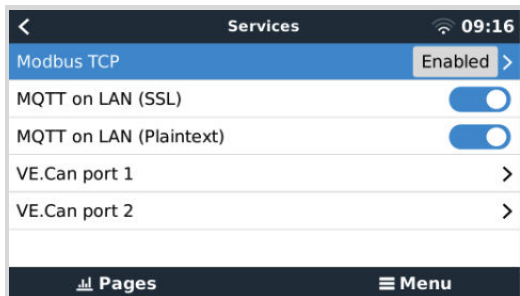 Services 09:16
Modbus TCP Enabled
MQTT on LAN (SSL)
MQTT on LAN (Plaintext)
VE.Can port 1
VE.Can port 2
Pages Menu